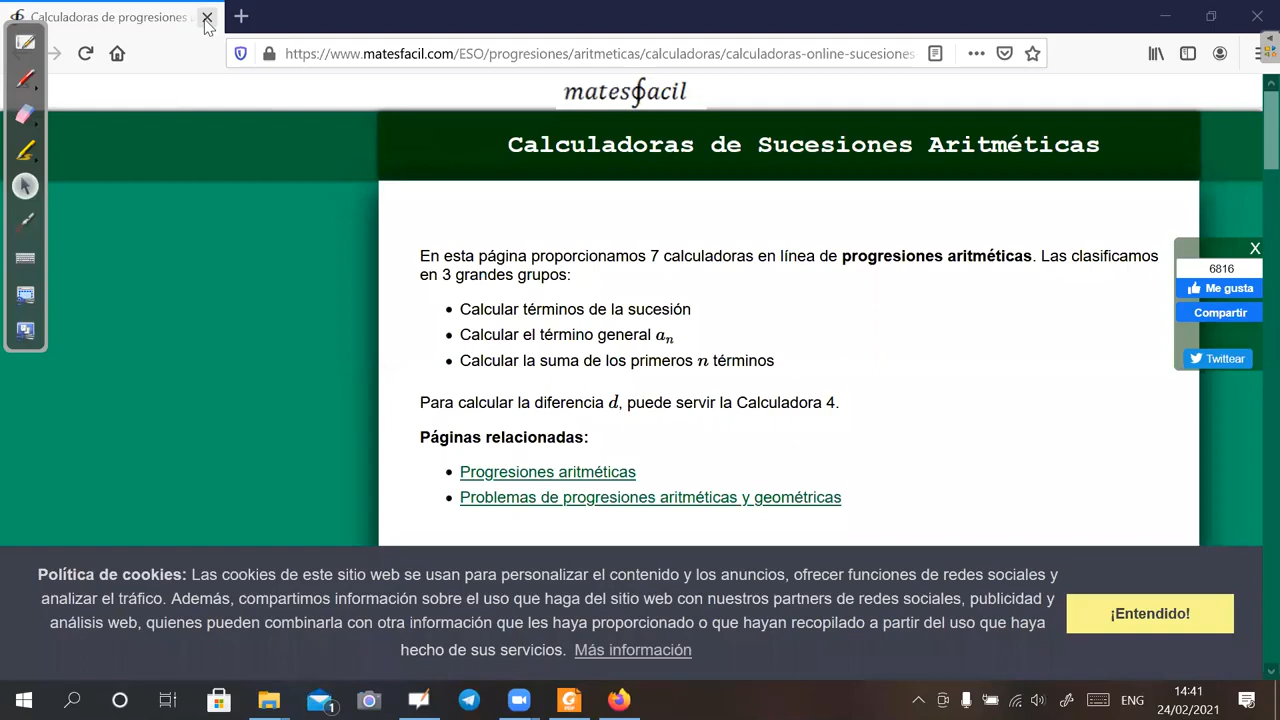 Calculadoras de progresiones
https://www.matesfacil.com/ESO/progresiones/aritmeticas/calculadoras/calculadoras-online-sucesiones
matesfacil
Calculadoras de Sucesiones Aritméticas
En esta página proporcionamos 7 calculadoras en línea de progresiones aritméticas. Las clasificamos
en 3 grandes grupos:
• Calcular términos de la sucesión
• Calcular el término general aₙ
• Calcular la suma de los primeros n términos
Para calcular la diferencia d, puede servir la Calculadora 4.
Páginas relacionadas:
• Progresiones aritméticas
• Problemas de progresiones aritméticas y geométricas
X
6816
Me gusta
Compartir
Twittear
Política de cookies: Las cookies de este sitio web se usan para personalizar el contenido y los anuncios, ofrecer funciones de redes sociales y
analizar el tráfico. Además, compartimos información sobre el uso que haga del sitio web con nuestros partners de redes sociales, publicidad y
análisis web, quienes pueden combinarla con otra información que les haya proporcionado o que hayan recopilado a partir del uso que haya
hecho de sus servicios. Más información
¡Entendido!
1
PDF
ENG
14:41
24/02/2021